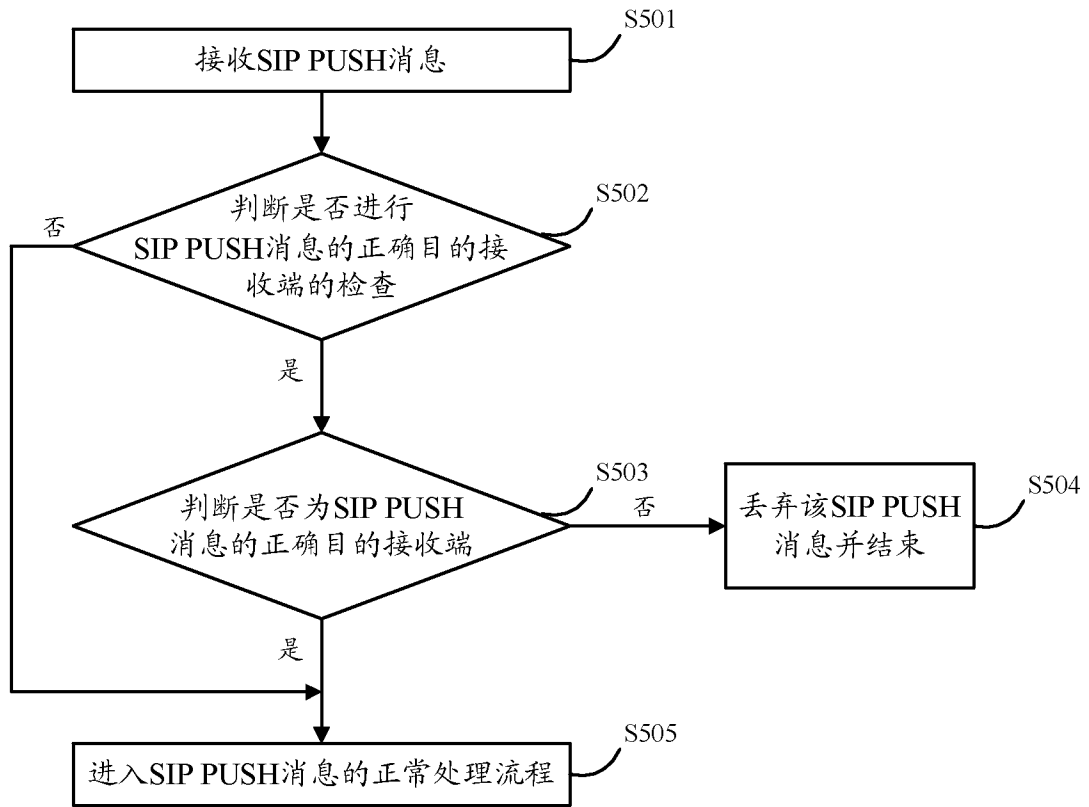 S501
接收SIP PUSH消息
S502
否
判断是否进行
SIP PUSH消息的正确目的接
收端的检查
是
S503
判断是否为SIP PUSH
消息的正确目的接收端
否
S504
丢弃该SIP PUSH
消息并结束
是
S505
进入SIP PUSH消息的正常处理流程